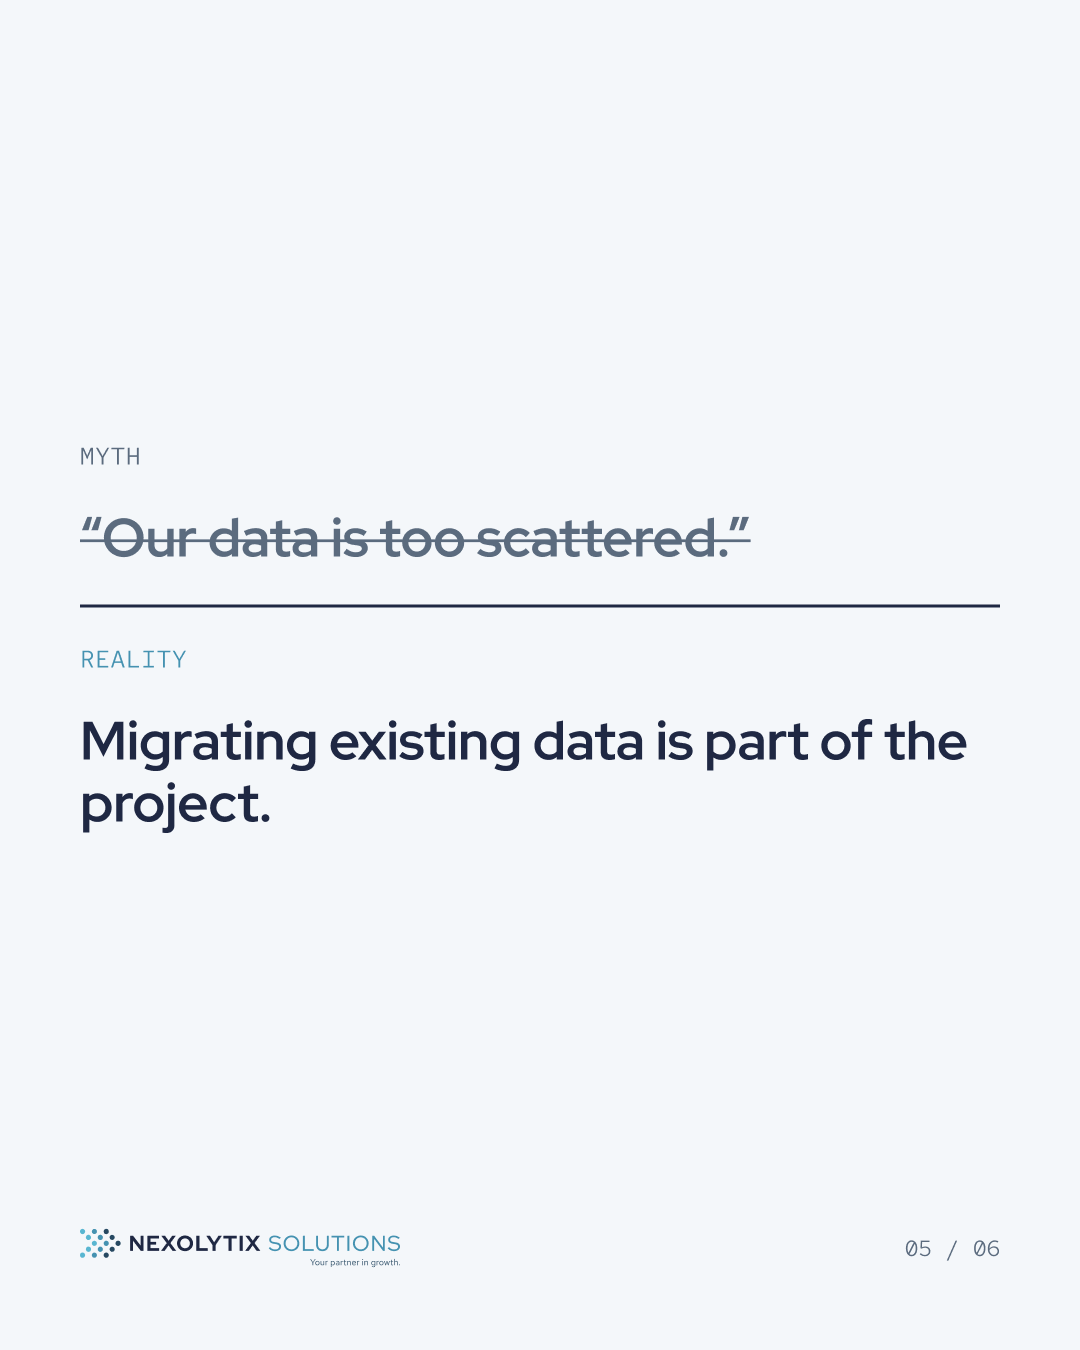 MYTH
“Our data is too scattered.”
REALITY
Migrating existing data is part of the
project.
NEXOLYTIX SOLUTIONS
Your partner in growth.
05 / 06